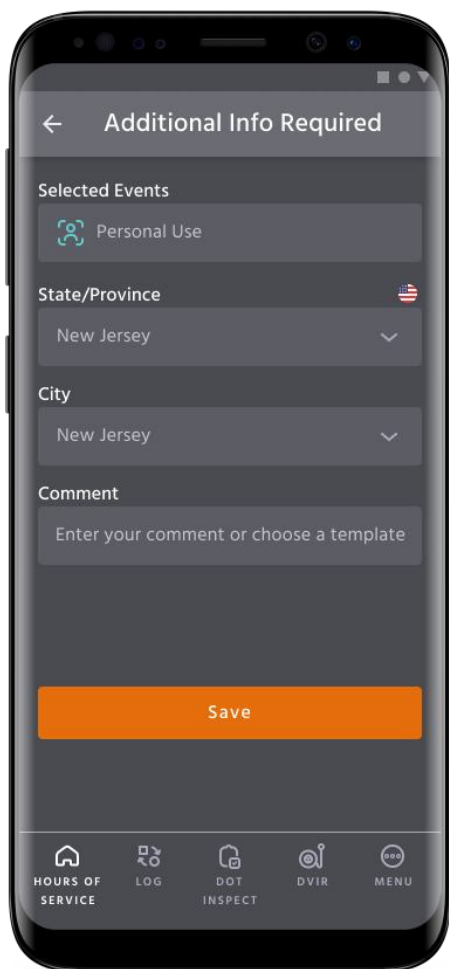 Additional Info Required
Selected Events
Personal Use
State/Province
New Jersey
City
New Jersey
Comment
Enter your comment or choose a template
Save
HOURS OF
SERVICE
LOG
DOT
INSPECT
DVIR
MENU